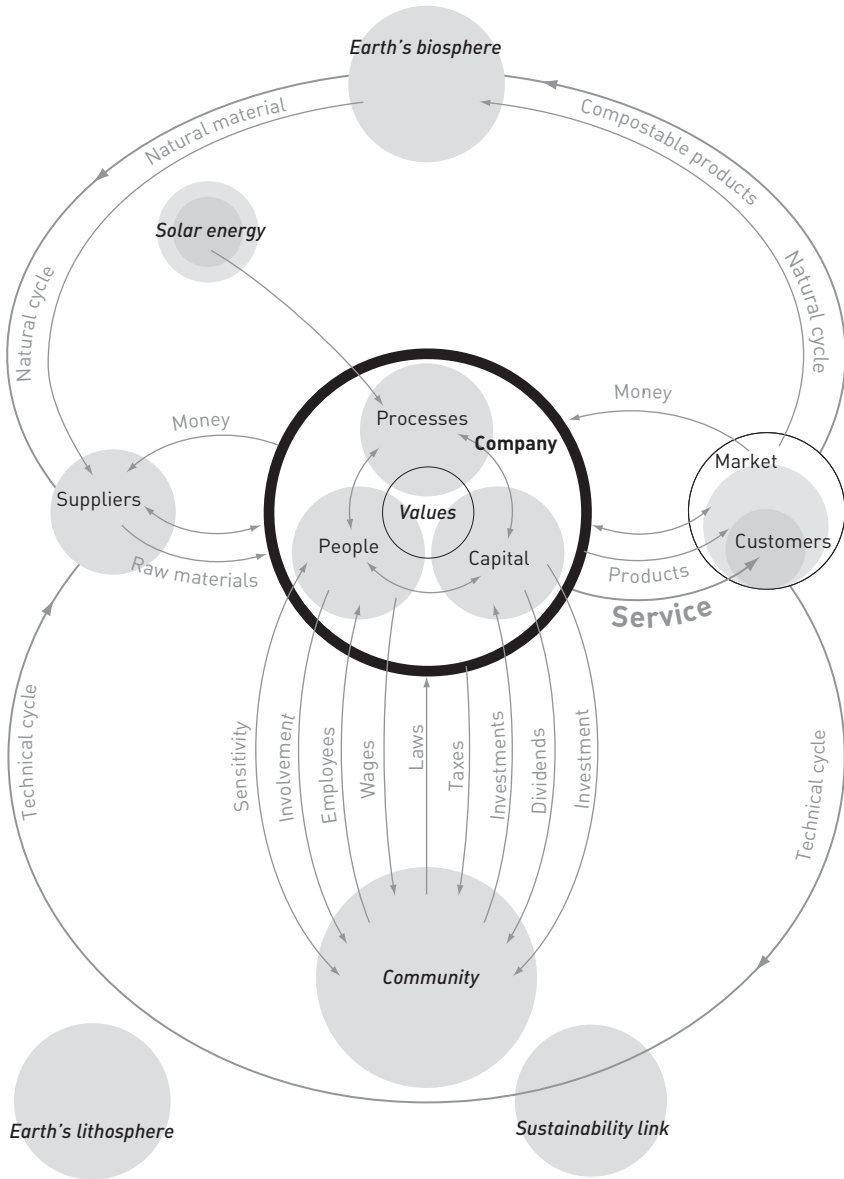 Earth's biosphere
Natural material
Compostable products
Solar energy
Natural cycle
Natural cycle
Money
Money
Processes
Company
Market
Suppliers
Values
People
Capital
Customers
Raw materials
Products
Service
Technical cycle
Sensitivity
Involvement
Employees
Wages
Laws
Taxes
Investments
Dividends
Investment
Technical cycle
Community
Earth's lithosphere
Sustainability link